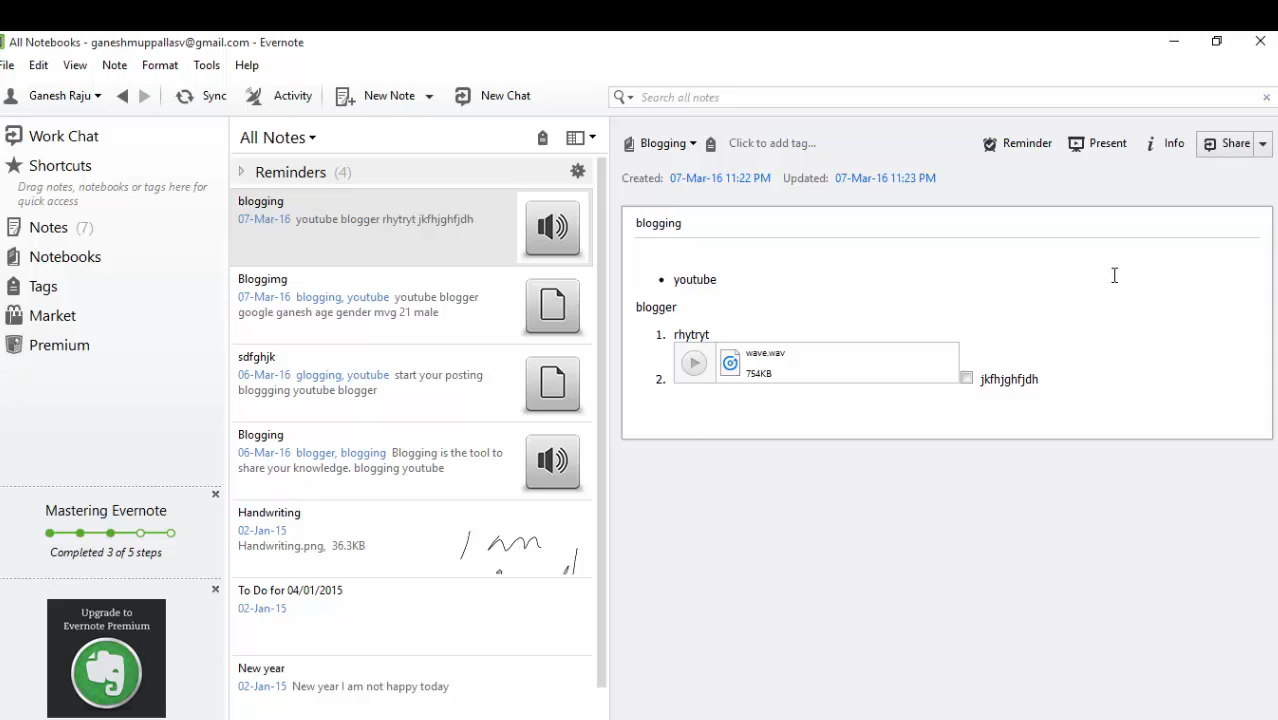 All Notebooks - ganeshmuppallasv@gmail.com - Evernote
File Edit View Note Format Tools Help
Ganesh Raju Sync Activity New Note New Chat Search all notes
Work Chat
Shortcuts
Drag notes, notebooks or tags here for
quick access
Notes (7)
Notebooks
Tags
Market
Premium
Mastering Evernote
Completed 3 of 5 steps
Upgrade to
Evernote Premium
All Notes
Reminders (4)
blogging
07-Mar-16 youtube blogger rhytryt jkfhjghfjdh
Bloggimg
07-Mar-16 blogging, youtube youtube blogger
google ganesh age gender mvg 21 male
sdfghjk
06-Mar-16 glogging, youtube start your posting
bloggging youtube blogger
Blogging
06-Mar-16 blogger, blogging Blogging is the tool to
share your knowledge. blogging youtube
Handwriting
02-Jan-15
Handwriting.png, 36.3KB
I am
To Do for 04/01/2015
02-Jan-15
New year
02-Jan-15 New year I am not happy today
Blogging Click to add tag... Reminder Present Info Share
Created: 07-Mar-16 11:22 PM Updated: 07-Mar-16 11:23 PM
blogging
• youtube
blogger
1. rhytryt
wave.wav
754KB
2. jkfhjghfjdh